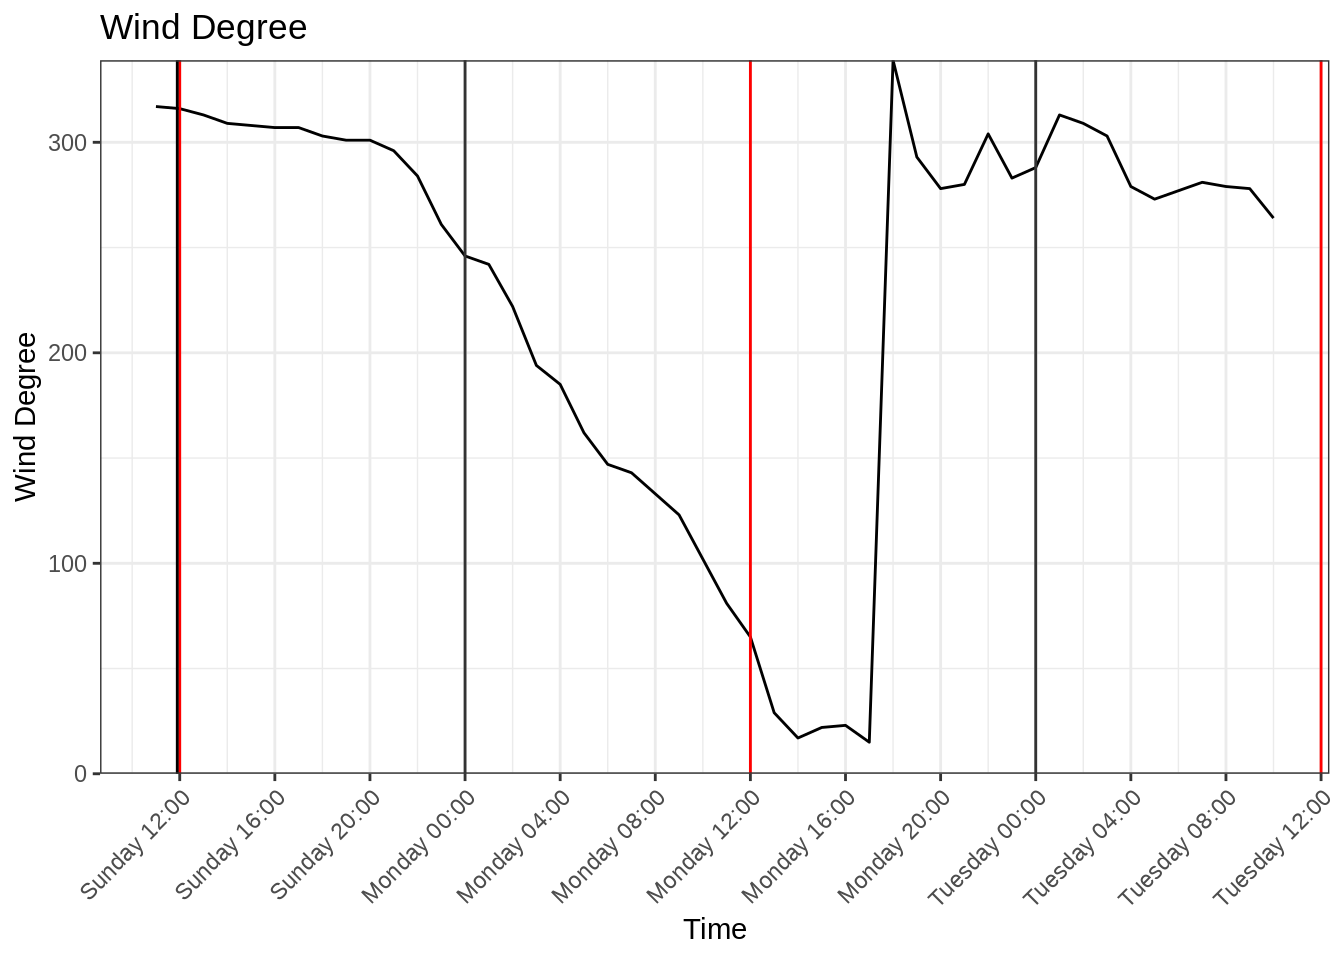 Wind Degree
Wind Degree
300
200
100
0
Sunday 12:00
Sunday 16:00
Sunday 20:00
Monday 00:00
Monday 04:00
Monday 08:00
Monday 12:00
Monday 16:00
Monday 20:00
Tuesday 00:00
Tuesday 04:00
Tuesday 08:00
Tuesday 12:00
Time